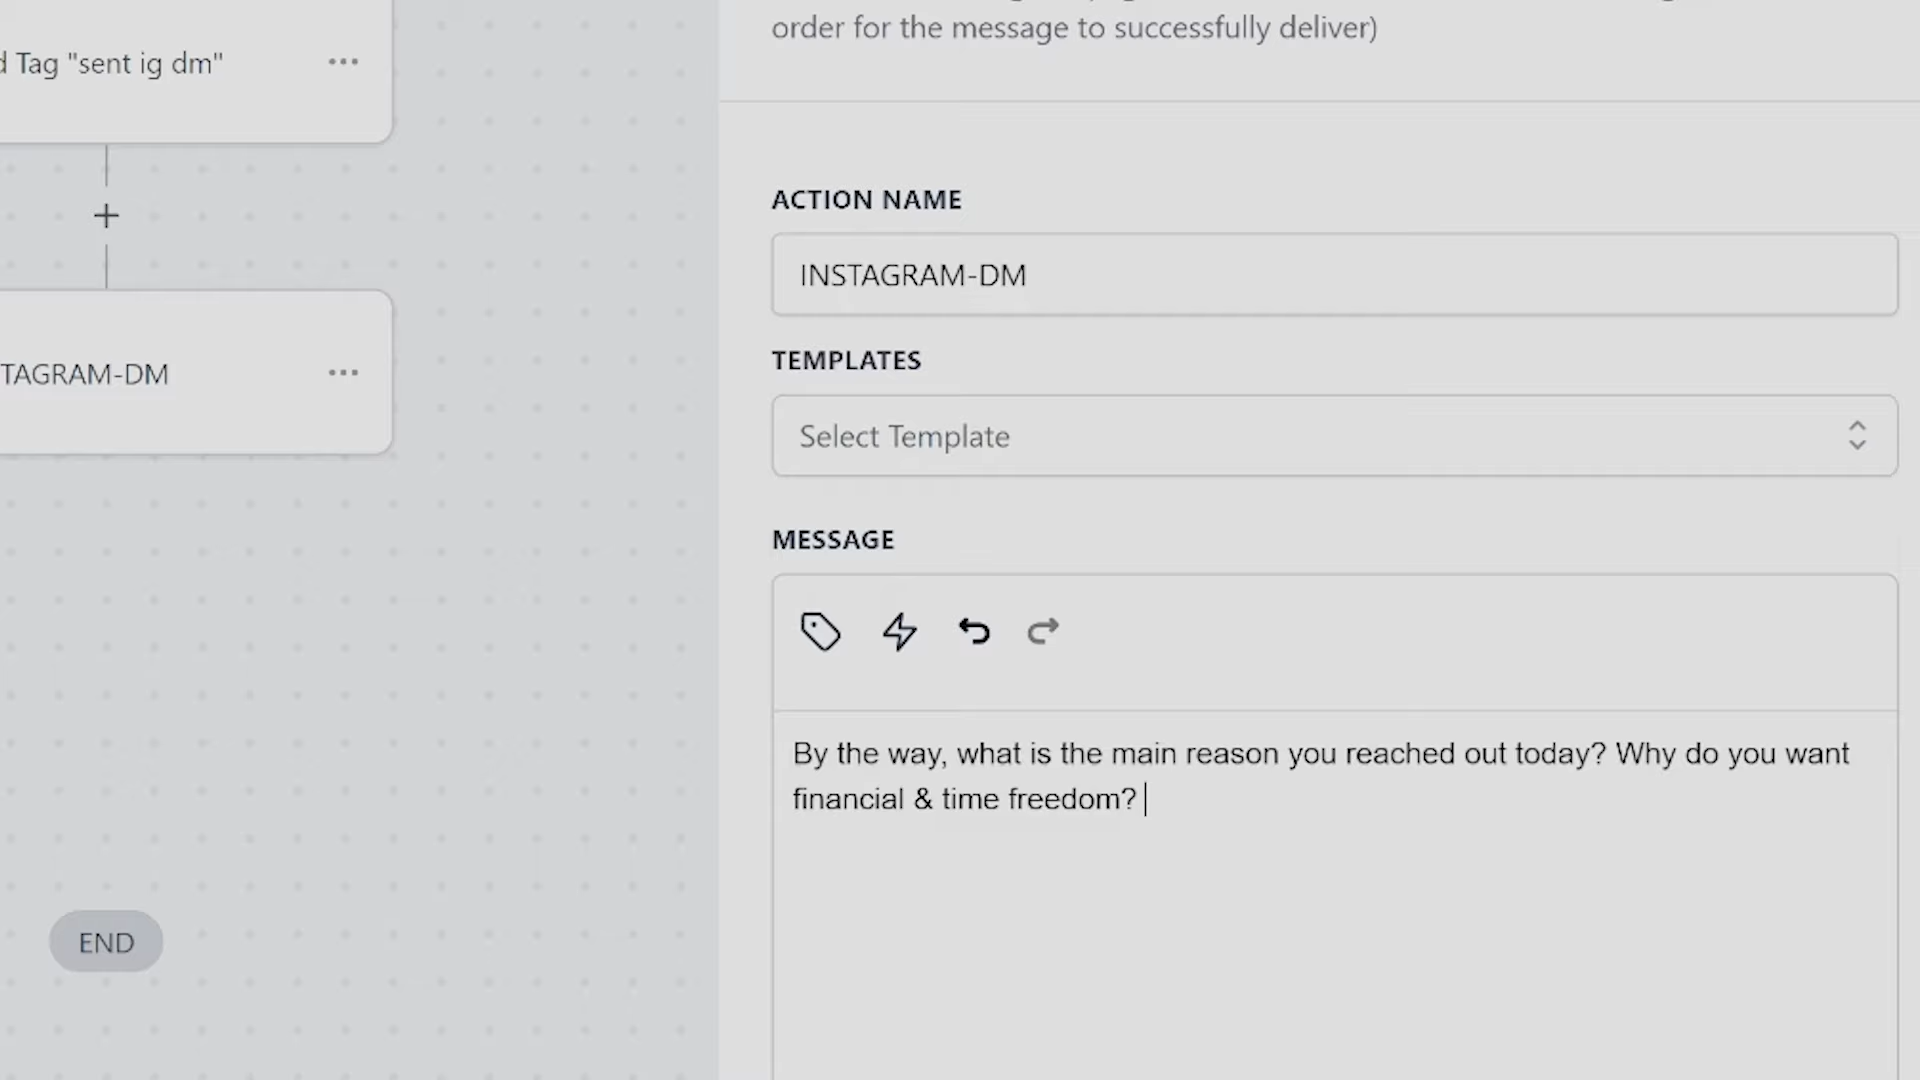 order for the message to successfully deliver)
Tag "sent ig dm"
ACTION NAME
INSTAGRAM-DM
TAGRAM-DM
TEMPLATES
Select Template
MESSAGE
By the way, what is the main reason you reached out today? Why do you want
financial & time freedom?
END